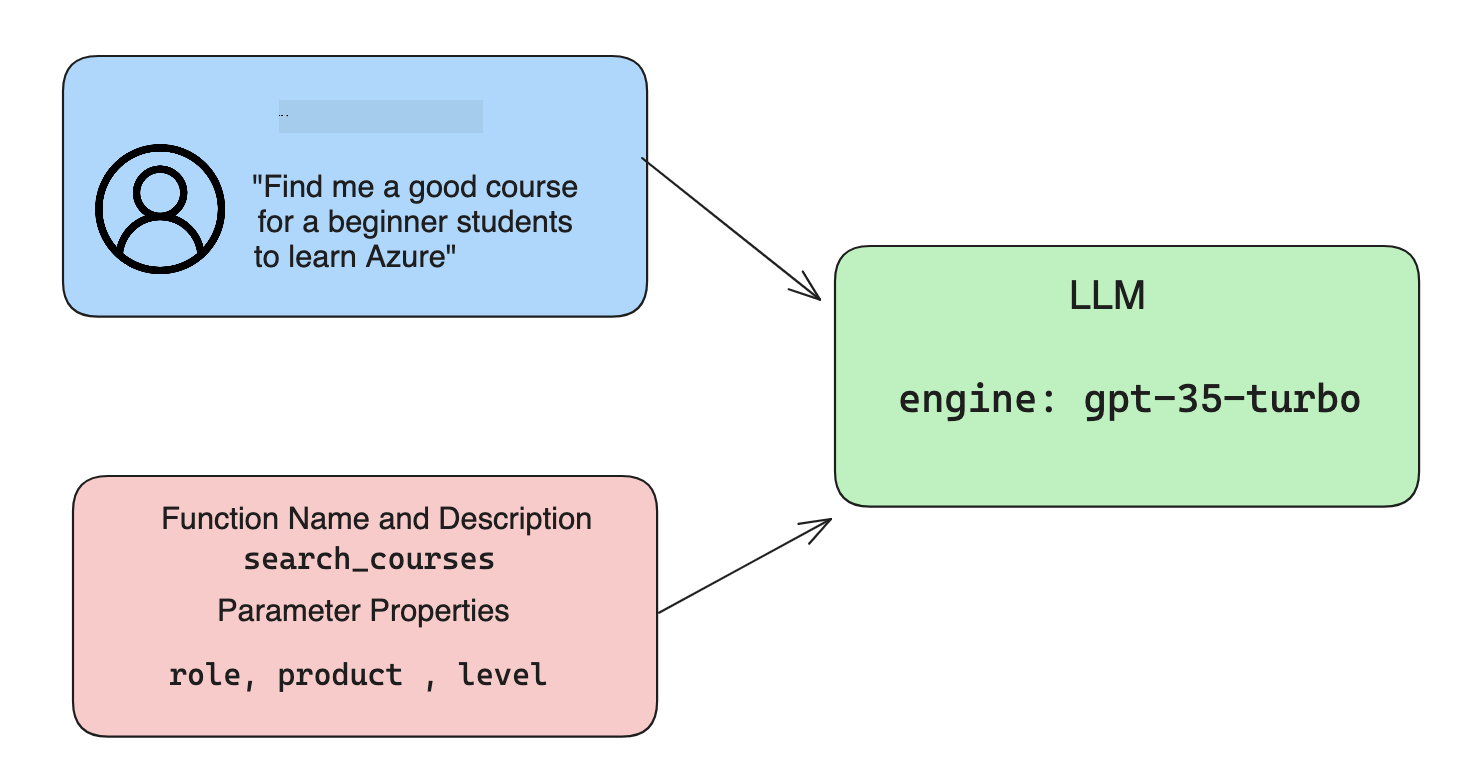 "Find me a good course
for a beginner students
to learn Azure"
LLM
engine: gpt-35-turbo
Function Name and Description
search_courses
Parameter Properties
role, product , level